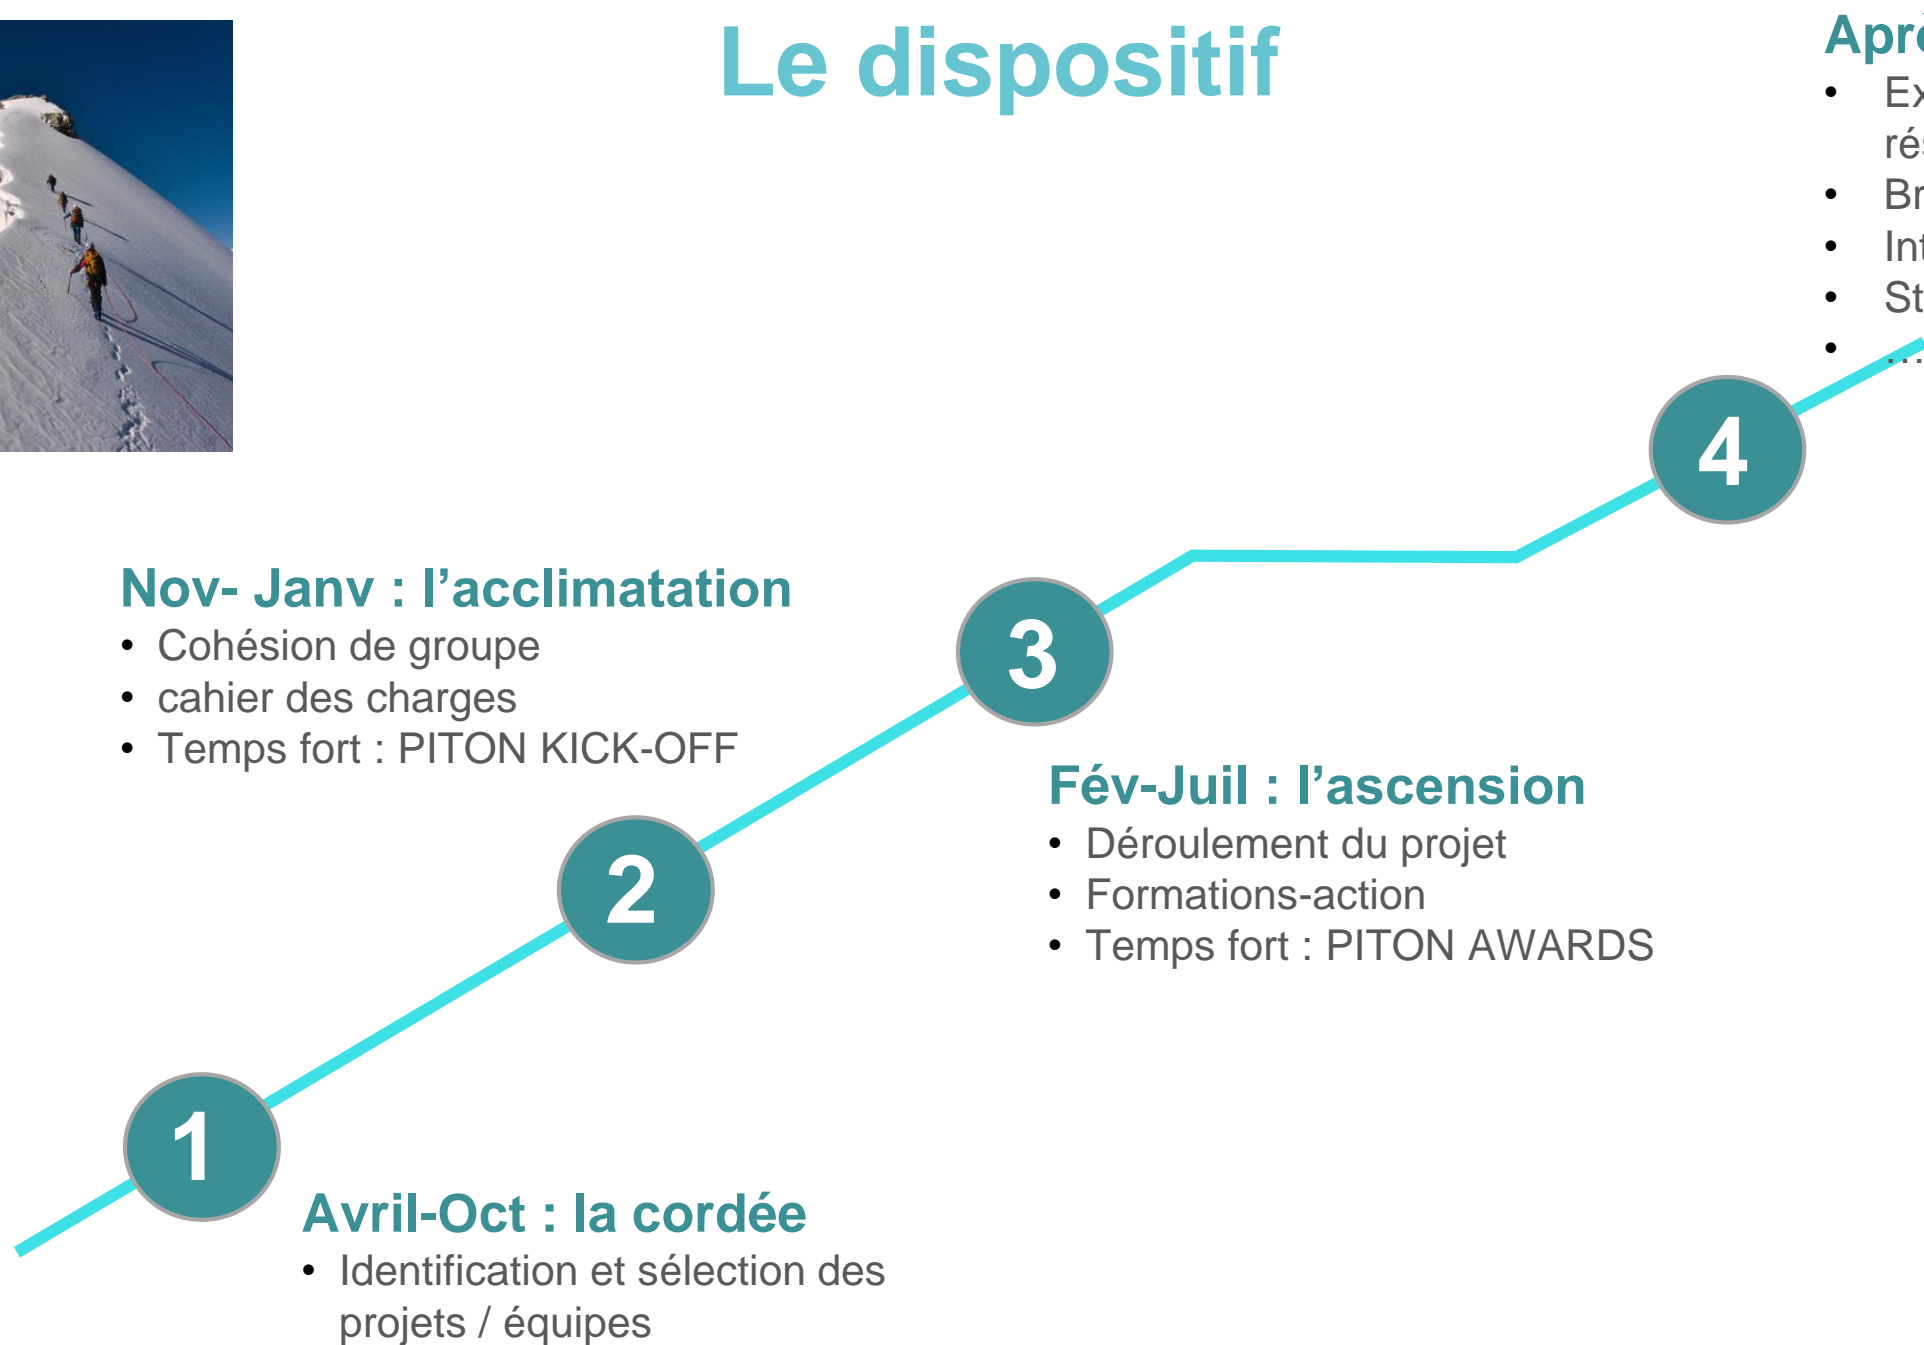 Le dispositif
4
Nov- Janv : l’acclimatation
• Cohésion de groupe
• cahier des charges
• Temps fort : PITON KICK-OFF
3
Fév-Juil : l’ascension
• Déroulement du projet
• Formations-action
• Temps fort : PITON AWARDS
2
1
Avril-Oct : la cordée
• Identification et sélection des
projets / équipes